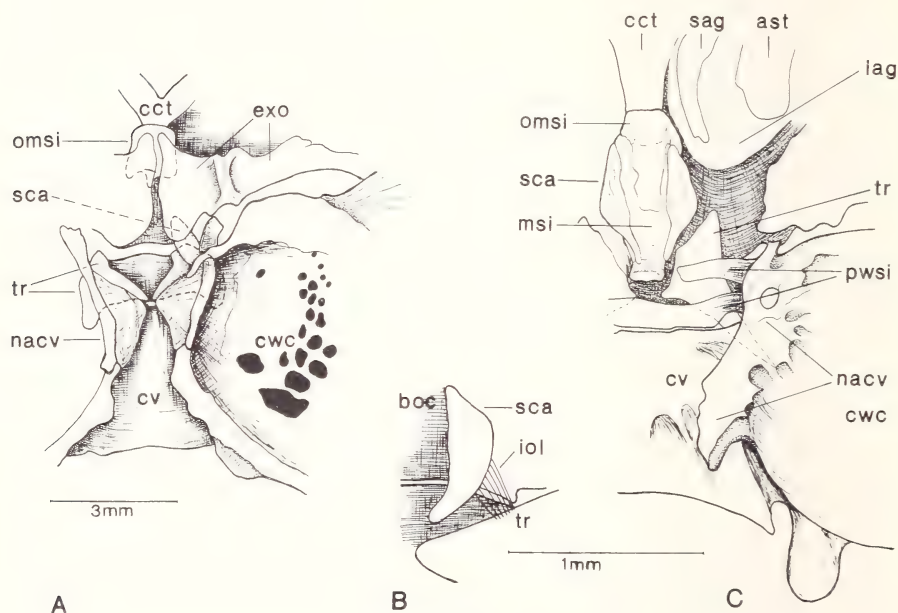 cct
exo
omsi
sca
tr
nacv
cv
cwc
3mm
A
boc
sca
iol
tr
1mm
B
cct
sag
ast
lag
omsi
sca
tr
msi
pwsi
cv
nacv
cwc
C